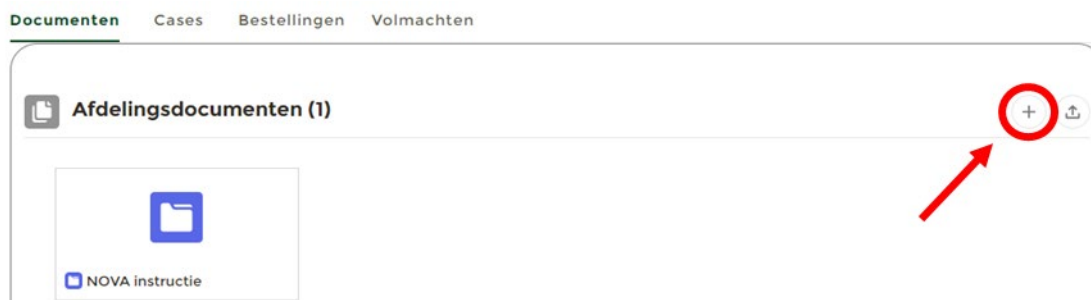 Documenten Cases Bestellingen Volmachten
Afdelingsdocumenten (1)
NOVA instructie